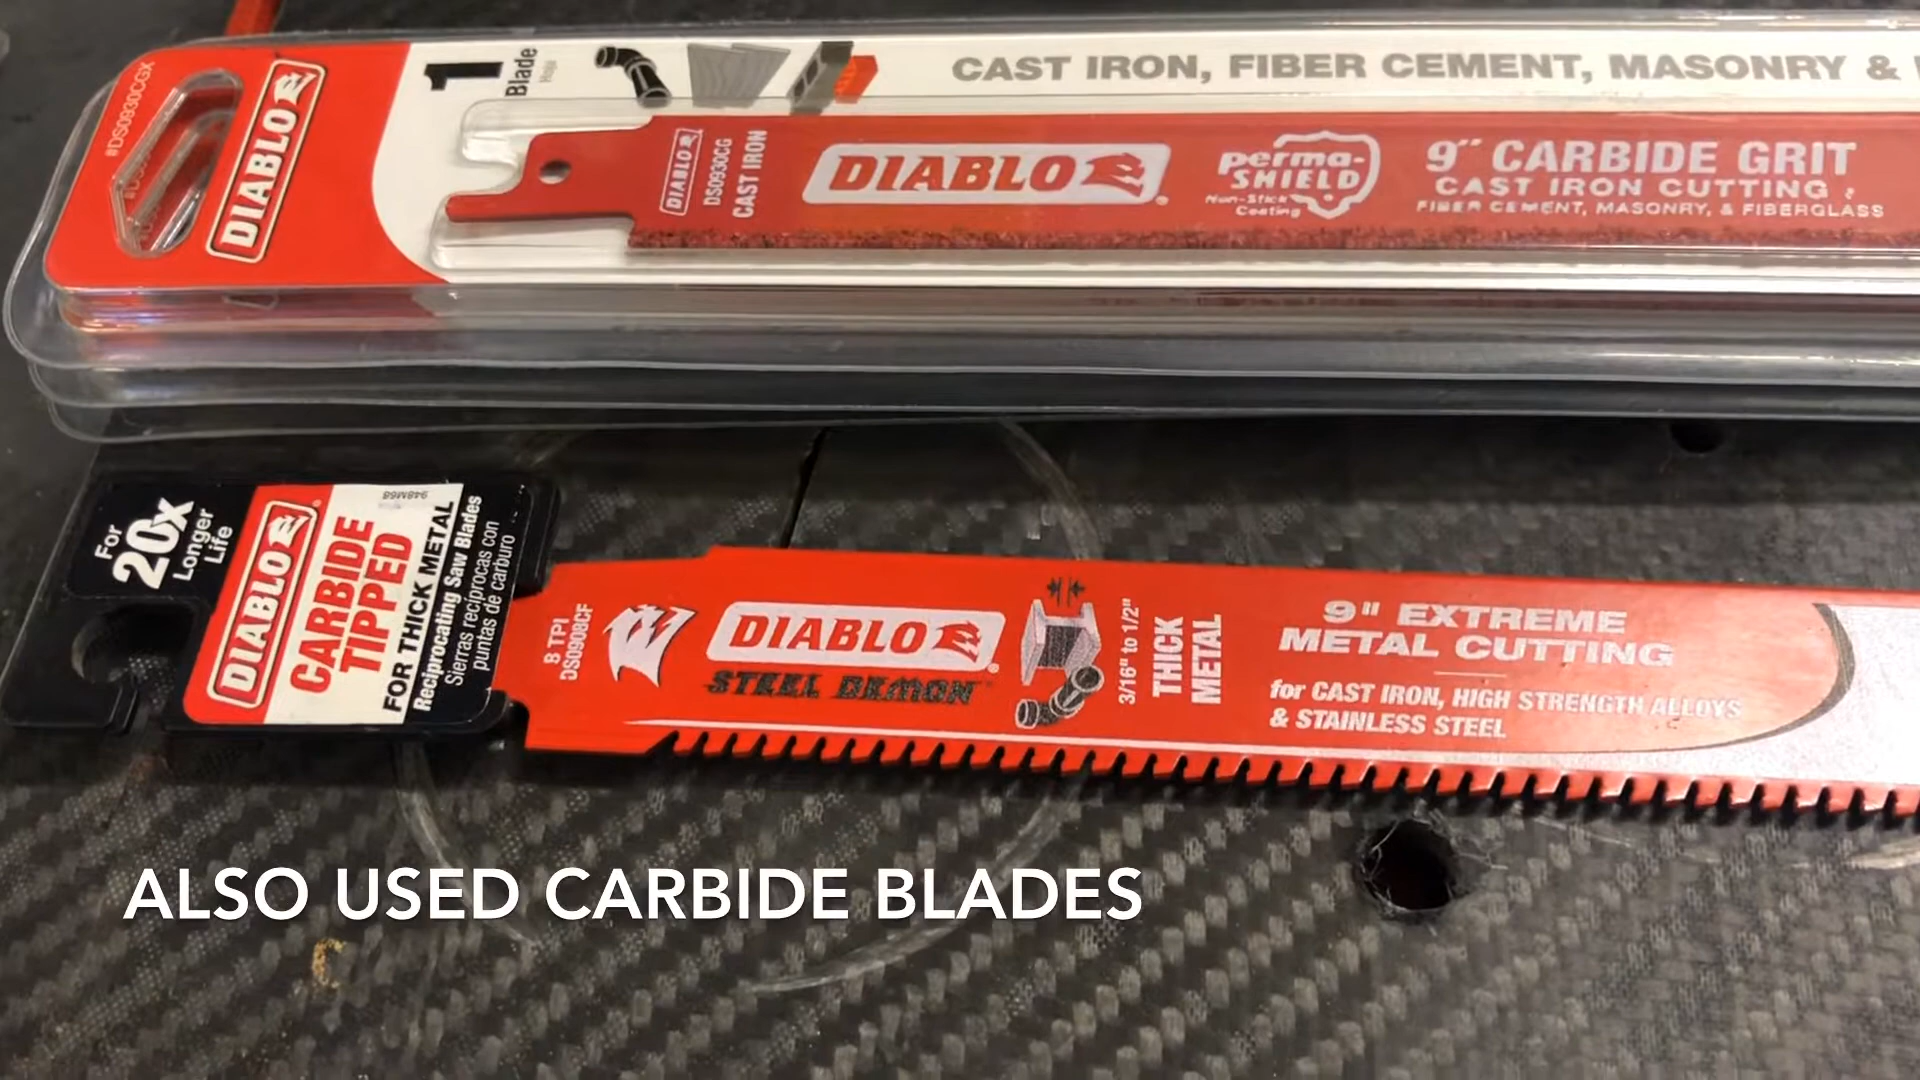 #DS0930CGX
DIABLO
1
Blade
Hoja
CAST IRON, FIBER CEMENT, MASONRY &
DIABLO
DS0930CG
CAST IRON
DIABLO
perma-
SHIELD
Non-Stick
Coating
9" CARBIDE GRIT
CAST IRON CUTTING
FIBER CEMENT, MASONRY, & FIBERGLASS
For
20x
Longer
Life
DIABLO
CARBIDE
TIPPED
FOR THICK METAL
Reciprocating Saw Blades
Sierras recíprocas con
puntas de carburo
948M68
8 TPI
DS0908CF
DIABLO
STEEL DEMON
3/16" to 1/2"
THICK
METAL
9" EXTREME
METAL CUTTING
for CAST IRON, HIGH STRENGTH ALLOYS
& STAINLESS STEEL
ALSO USED CARBIDE BLADES